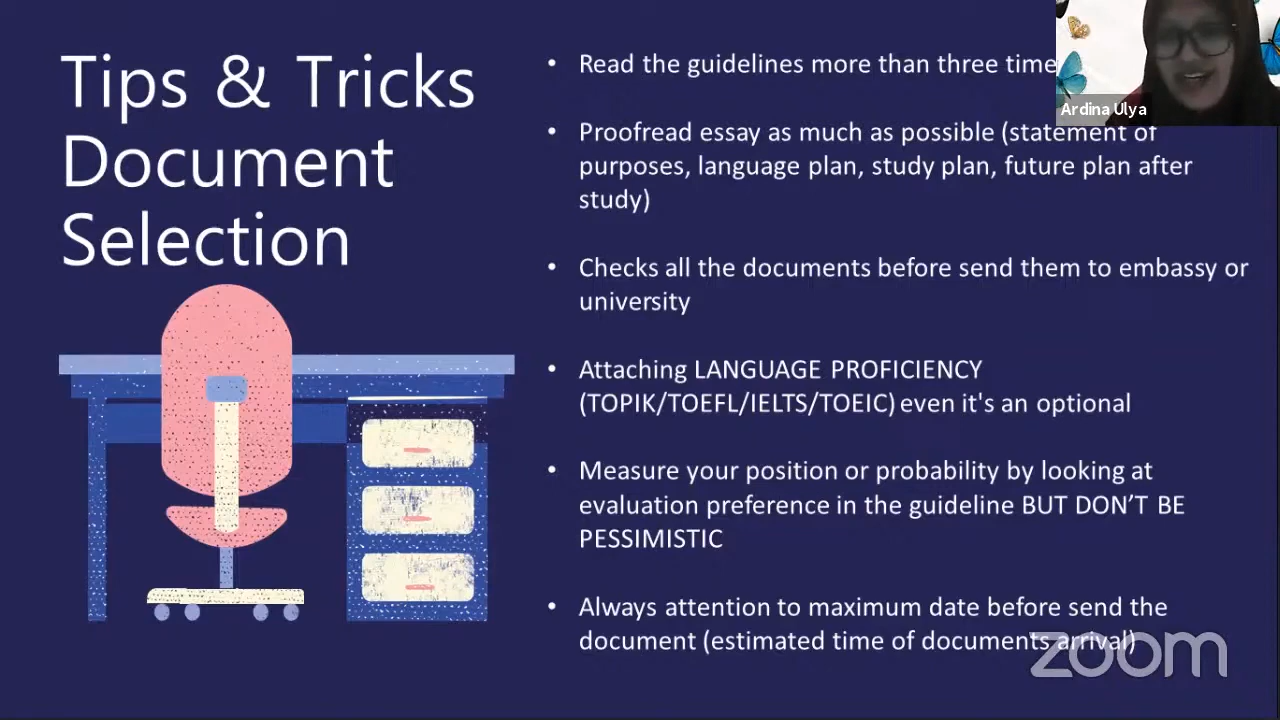 Tips & Tricks
Document
Selection
• Read the guidelines more than three time
• Proofread essay as much as possible (statement of
purposes, language plan, study plan, future plan after
study)
• Checks all the documents before send them to embassy or
university
• Attaching LANGUAGE PROFICIENCY
(TOPIK/TOEFL/IELTS/TOEIC) even it's an optional
• Measure your position or probability by looking at
evaluation preference in the guideline BUT DON’T BE
PESSIMISTIC
• Always attention to maximum date before send the
document (estimated time of documents arrival)
Ardina Ulya
zoom